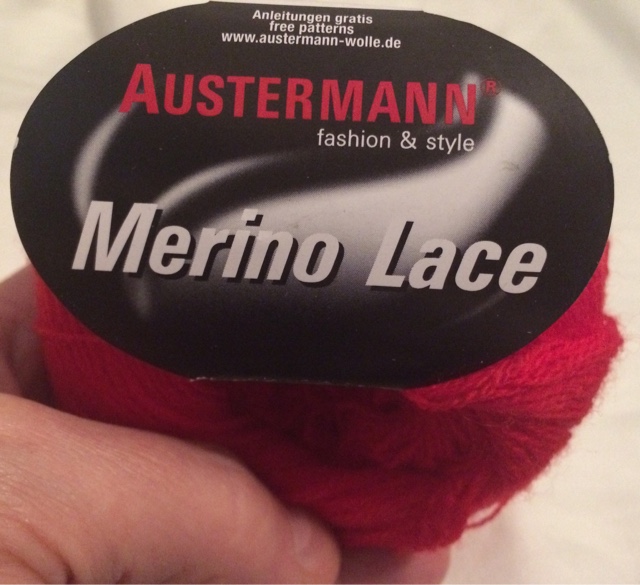 Anleitungen gratis
free patterns
www.austermann-wolle.de
AUSTERMANN®
fashion & style
Merino Lace